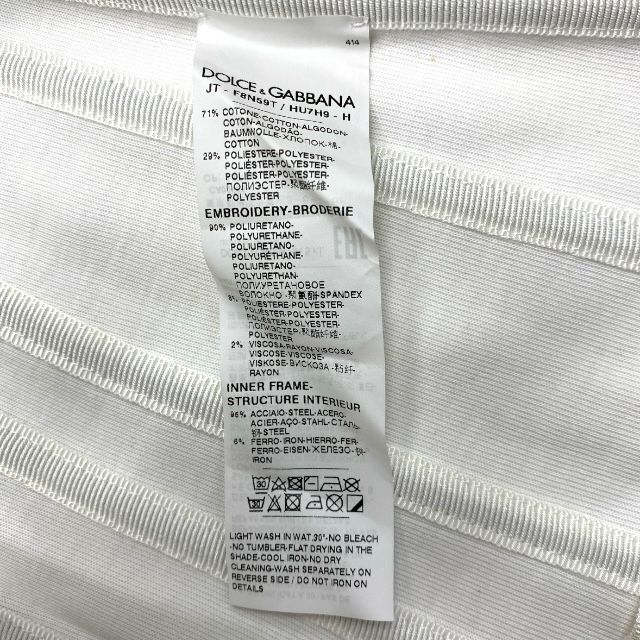 414
DOLCE & GABBANA
JT - F8N59T / HU7H9 - H
71% COTONE-COTTON-ALGODON-
COTON-ALGODÃO-
BAUMWOLLE-ХЛОПОК-棉-
COTTON
29% POLIESTERE-POLYESTER-
POLIÉSTER-POLYESTER-
POLIÉSTER-POLYESTER-
ПОЛИЭСТЕР-聚酯纤维-
POLYESTER
EMBROIDERY-BRODERIE
90% POLIURETANO-
POLYURETHANE-
POLIURETANO-
POLYURETHANE-
POLIURETANO-
POLYURETHAN-
ПОЛИУРЕТАНОВОЕ
ВОЛОКНО-聚氨酯-SPANDEX
8% POLIESTERE-POLYESTER-
POLIÉSTER-POLYESTER-
POLIÉSTER-POLYESTER-
ПОЛИЭСТЕР-聚酯纤维-
POLYESTER
2% VISCOSA-RAYON-VISCOSA-
VISCOSE-VISCOSE-
VISKOSE-ВИСКОЗА-粘纤-
RAYON
INNER FRAME-
STRUCTURE INTERIEUR
95% ACCIAIO-STEEL-ACERO-
ACIER-AÇO-STAHL-СТАЛЬ-
钢-STEEL
5% FERRO-IRON-HIERRO-FER-
FERRO-EISEN-ЖЕЛЕЗО-铁-
IRON
30
30
LIGHT WASH IN WAT.30°-NO BLEACH
-NO TUMBLER-FLAT DRYING IN THE
SHADE-COOL IRON-NO DRY
CLEANING-WASH SEPARATELY ON
REVERSE SIDE / DO NOT IRON ON
DETAILS